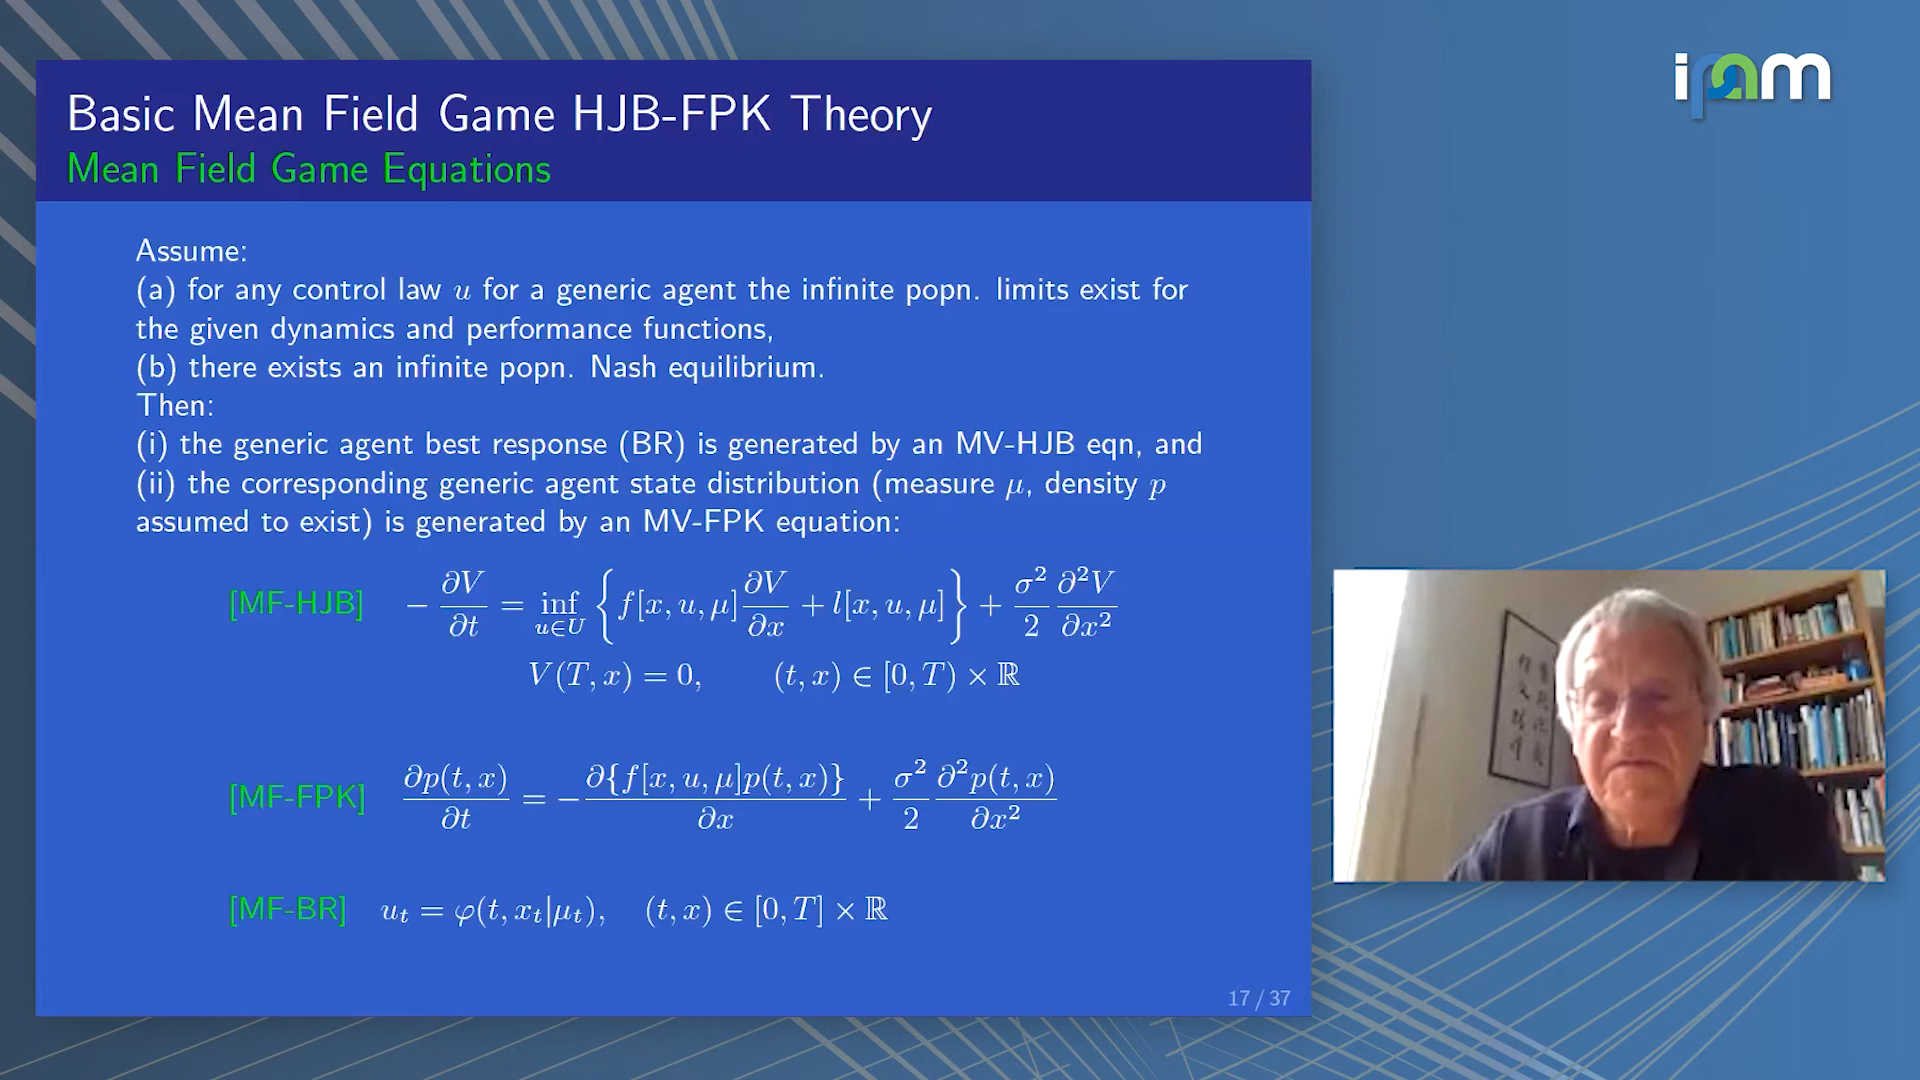 ipam
Basic Mean Field Game HJB-FPK Theory
Mean Field Game Equations
Assume:
(a) for any control law u for a generic agent the infinite popn. limits exist for
the given dynamics and performance functions,
(b) there exists an infinite popn. Nash equilibrium.
Then:
(i) the generic agent best response (BR) is generated by an MV-HJB eqn, and
(ii) the corresponding generic agent state distribution (measure μ, density p
assumed to exist) is generated by an MV-FPK equation:
[MF-HJB] − ∂V/∂t = inf_{u∈U} { f[x, u, μ] ∂V/∂x + l[x, u, μ] } + σ²/2 ∂²V/∂x²
V(T, x) = 0, (t, x) ∈ [0, T) × ℝ
[MF-FPK] ∂p(t, x)/∂t = − ∂{f[x, u, μ]p(t, x)}/∂x + σ²/2 ∂²p(t, x)/∂x²
[MF-BR] u_t = φ(t, x_t|μ_t), (t, x) ∈ [0, T] × ℝ
17 / 37